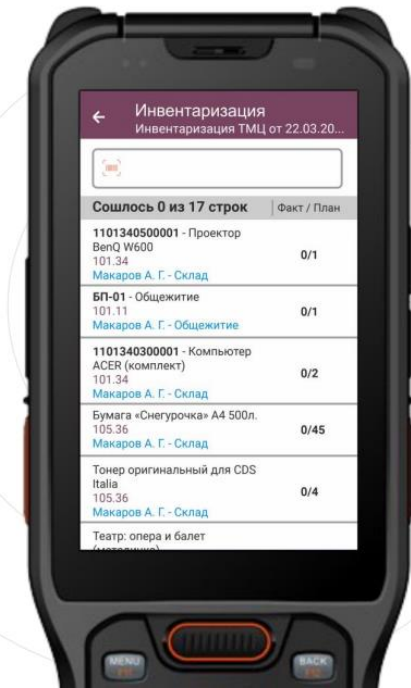 Инвентаризация
Инвентаризация ТМЦ от 22.03.20...
Сошлось 0 из 17 строк Факт / План
1101340500001 - Проектор
BenQ W600
101.34
Макаров А. Г. - Склад
0/1
БП-01 - Общежитие
101.11
Макаров А. Г. - Общежитие
0/1
1101340300001 - Компьютер
ACER (комплект)
101.34
Макаров А. Г. - Склад
0/2
Бумага «Снегурочка» А4 500л.
105.36
Макаров А. Г. - Склад
0/45
Тонер оригинальный для CDS
Italia
105.36
Макаров А. Г. - Склад
0/4
Театр: опера и балет
(методичка)
MENU
BACK